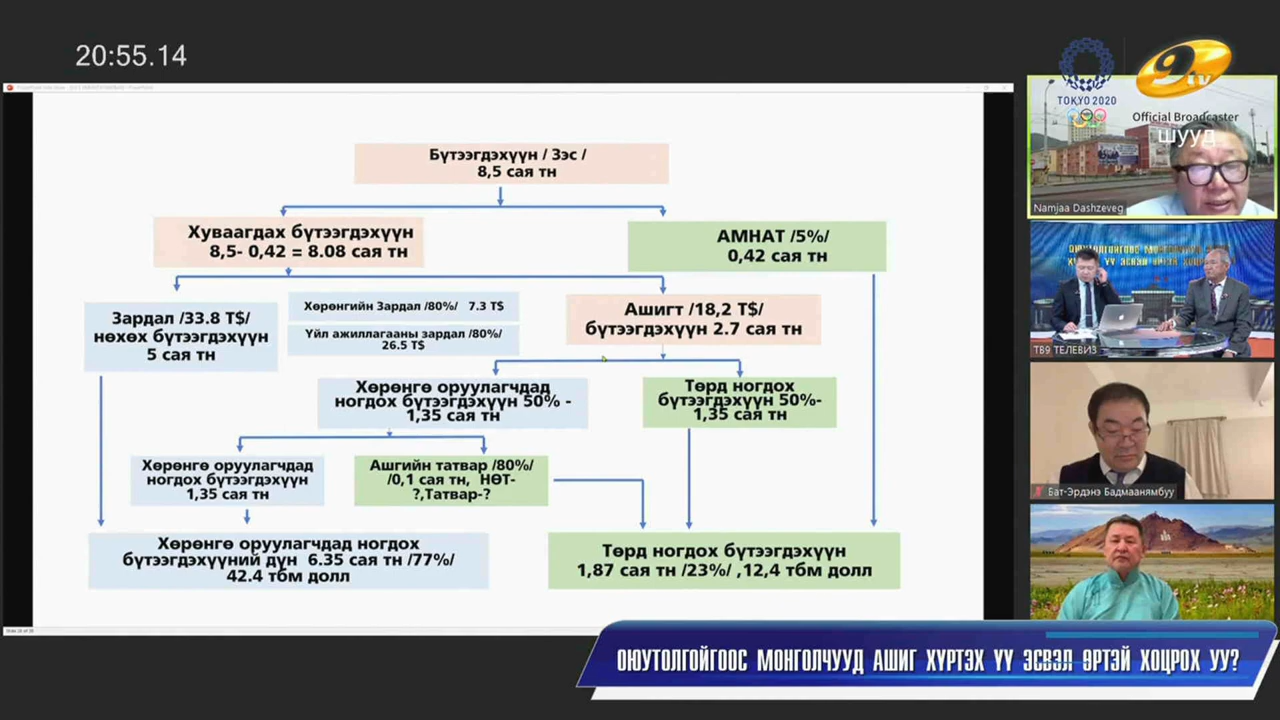 20:55.14
TOKYO 2020
9tv
Official Broadcaster
шууд
Namjaa Dashzeveg
Бүтээгдэхүүн / Зэс /
8,5 сая тн
Хуваагдах бүтээгдэхүүн
8,5- 0,42 = 8.08 сая тн
АМНАТ /5%/
0,42 сая тн
Зардал /33.8 Т$/
нөхөх бүтээгдэхүүн
5 сая тн
Хөрөнгийн Зардал /80%/ 7.3 Т$
Үйл ажиллагааны зардал /80%/
26.5 Т$
Ашигт /18,2 Т$/
бүтээгдэхүүн 2.7 сая тн
Хөрөнгө оруулагчдад
ногдох бүтээгдэхүүн 50% -
1,35 сая тн
Төрд ногдох
бүтээгдэхүүн 50%-
1,35 сая тн
Хөрөнгө оруулагчдад
ногдох бүтээгдэхүүн
1,35 сая тн
Ашгийн татвар /80%/
/0,1 сая тн, НӨТ-
?,Татвар-?
Хөрөнгө оруулагчдад ногдох
бүтээгдэхүүний дүн 6.35 сая тн /77%/
42.4 тбм долл
Төрд ногдох бүтээгдэхүүн
1,87 сая тн /23%/ ,12,4 тбм долл
ТВ9 ТЕЛЕВИЗ
Бат-Эрдэнэ Бадмаанямбуу
ОЮУТОЛГОЙГООС МОНГОЛЧУУД АШИГ ХҮРТЭХ ҮҮ ЭСВЭЛ ӨРТЭЙ ХОЦРОХ УУ?